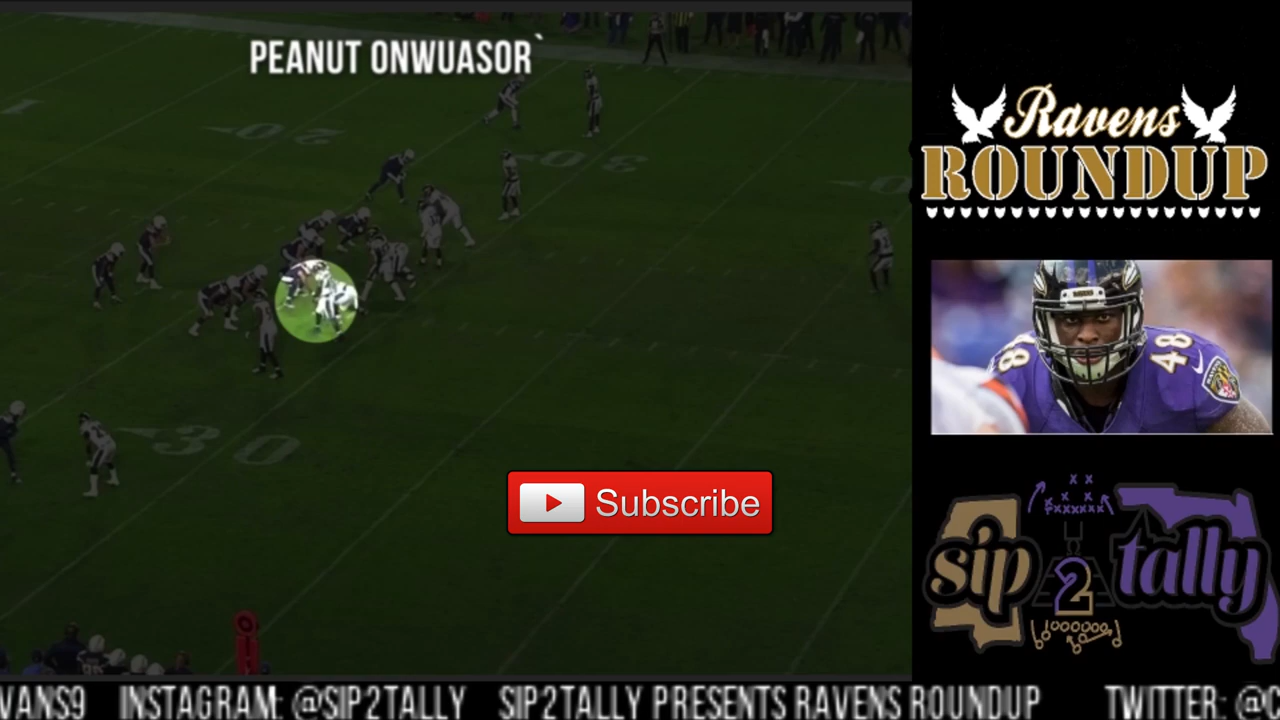 PEANUT ONWUASOR`
Ravens
ROUNDUP
20
30
30
48
48
Subscribe
sip 2 tally
VANS9 INSTAGRAM: @SIP2TALLY SIP2TALLY PRESENTS RAVENS ROUNDUP TWITTER: @C